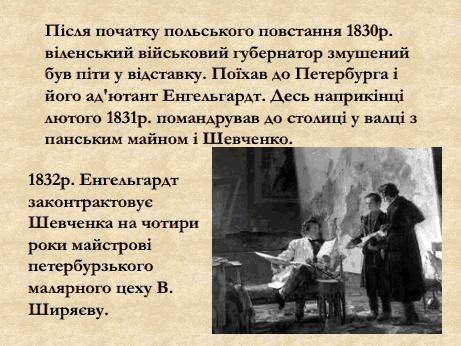 Після початку польського повстання 1830р.
віленський військовий губернатор змушений
був піти у відставку. Поїхав до Петербурга і
його ад'ютант Енгельгардт. Десь наприкінці
лютого 1831р. помандрував до столиці у валці з
панським майном і Шевченко.
1832р. Енгельгардт
законтрактовує
Шевченка на чотири
роки майстрові
петербурзького
малярного цеху В.
Ширяєву.